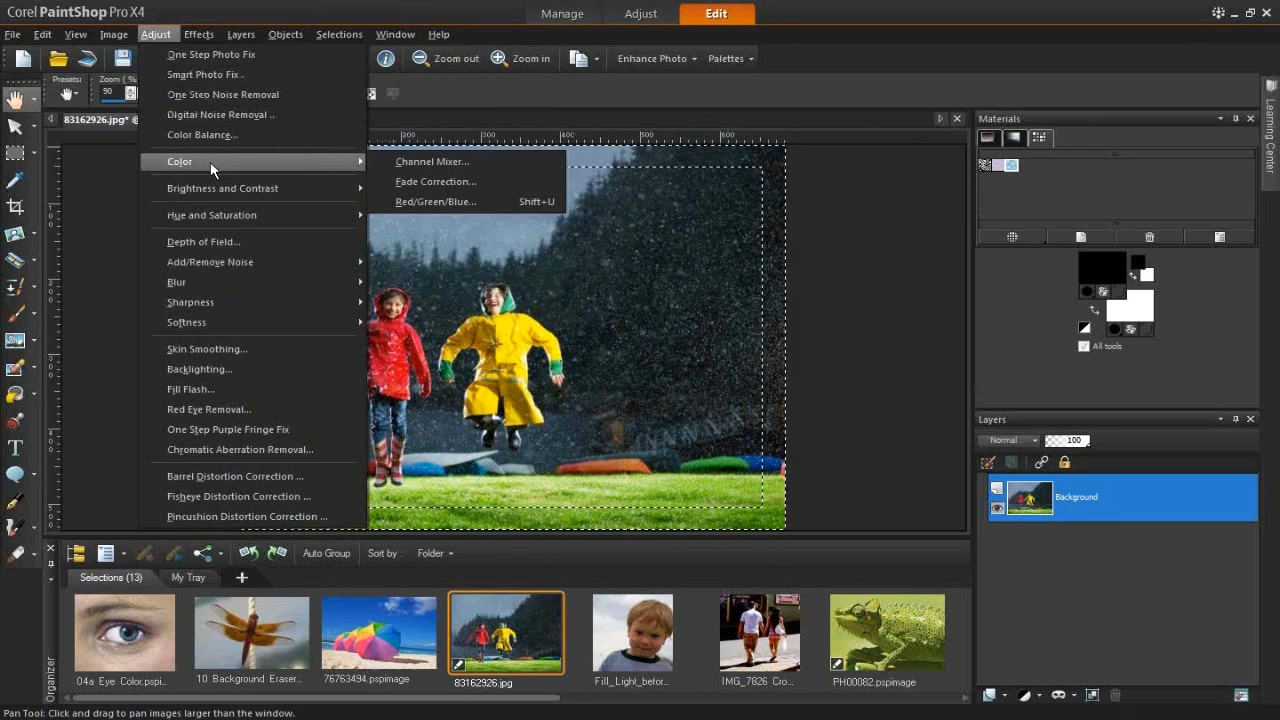 Corel PaintShop Pro X4
Manage Adjust Edit
File Edit View Image Adjust Effects Layers Objects Selections Window Help
Zoom out Zoom in Enhance Photo Palettes
Presets: Zoom ( %
90
83162926.jpg* @
One Step Photo Fix
Smart Photo Fix...
One Step Noise Removal
Digital Noise Removal ..
Color Balance...
Color
Brightness and Contrast
Hue and Saturation
Depth of Field...
Add/Remove Noise
Blur
Sharpness
Softness
Skin Smoothing...
Backlighting...
Fill Flash...
Red Eye Removal...
One Step Purple Fringe Fix
Chromatic Aberration Removal...
Barrel Distortion Correction ...
Fisheye Distortion Correction ...
Pincushion Distortion Correction ...
Channel Mixer...
Fade Correction...
Red/Green/Blue... Shift+U
200 300 400 500 600
Materials
All tools
Learning Center
Layers
Normal 100
Background
Auto Group Sort by : Folder
Selections (13) My Tray
Organizer
04a Eye Color.pspi...
10 Background Eraser...
76763494.pspimage
83162926.jpg
Fill_Light_befor...
IMG_7826 Cro...
PH00082.pspimage
Pan Tool: Click and drag to pan images larger than the window.